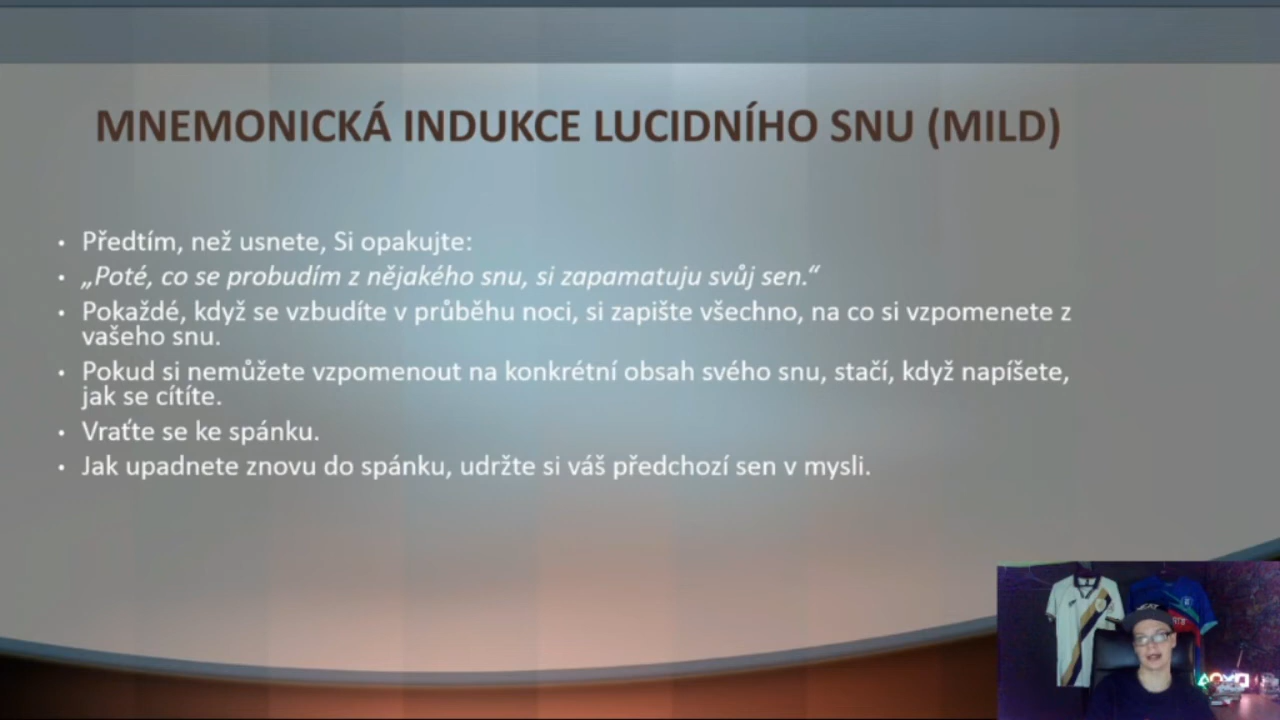 MNEMONICKÁ INDUKCE LUCIDNÍHO SNU (MILD)
• Předtím, než usnete, Si opakujte:
• „Poté, co se probudím z nějakého snu, si zapamatuju svůj sen.“
• Pokaždé, když se vzbudíte v průběhu noci, si zapište všechno, na co si vzpomenete z
vašeho snu.
• Pokud si nemůžete vzpomenout na konkrétní obsah svého snu, stačí, když napíšete,
jak se cítíte.
• Vraťte se ke spánku.
• Jak upadnete znovu do spánku, udržte si váš předchozí sen v mysli.